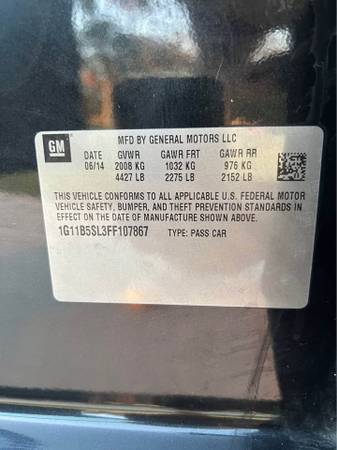 GM
MFD BY GENERAL MOTORS LLC
DATE GVWR GAWR FRT GAWR RR
06/14 2008 KG 1032 KG 976 KG
4427 LB 2275 LB 2152 LB
THIS VEHICLE CONFORMS TO ALL APPLICABLE U.S. FEDERAL MOTOR
VEHICLE SAFETY, BUMPER, AND THEFT PREVENTION STANDARDS IN
EFFECT ON THE DATE OF MANUFACTURE SHOWN ABOVE.
1G11B5SL3FF107867 TYPE: PASS CAR